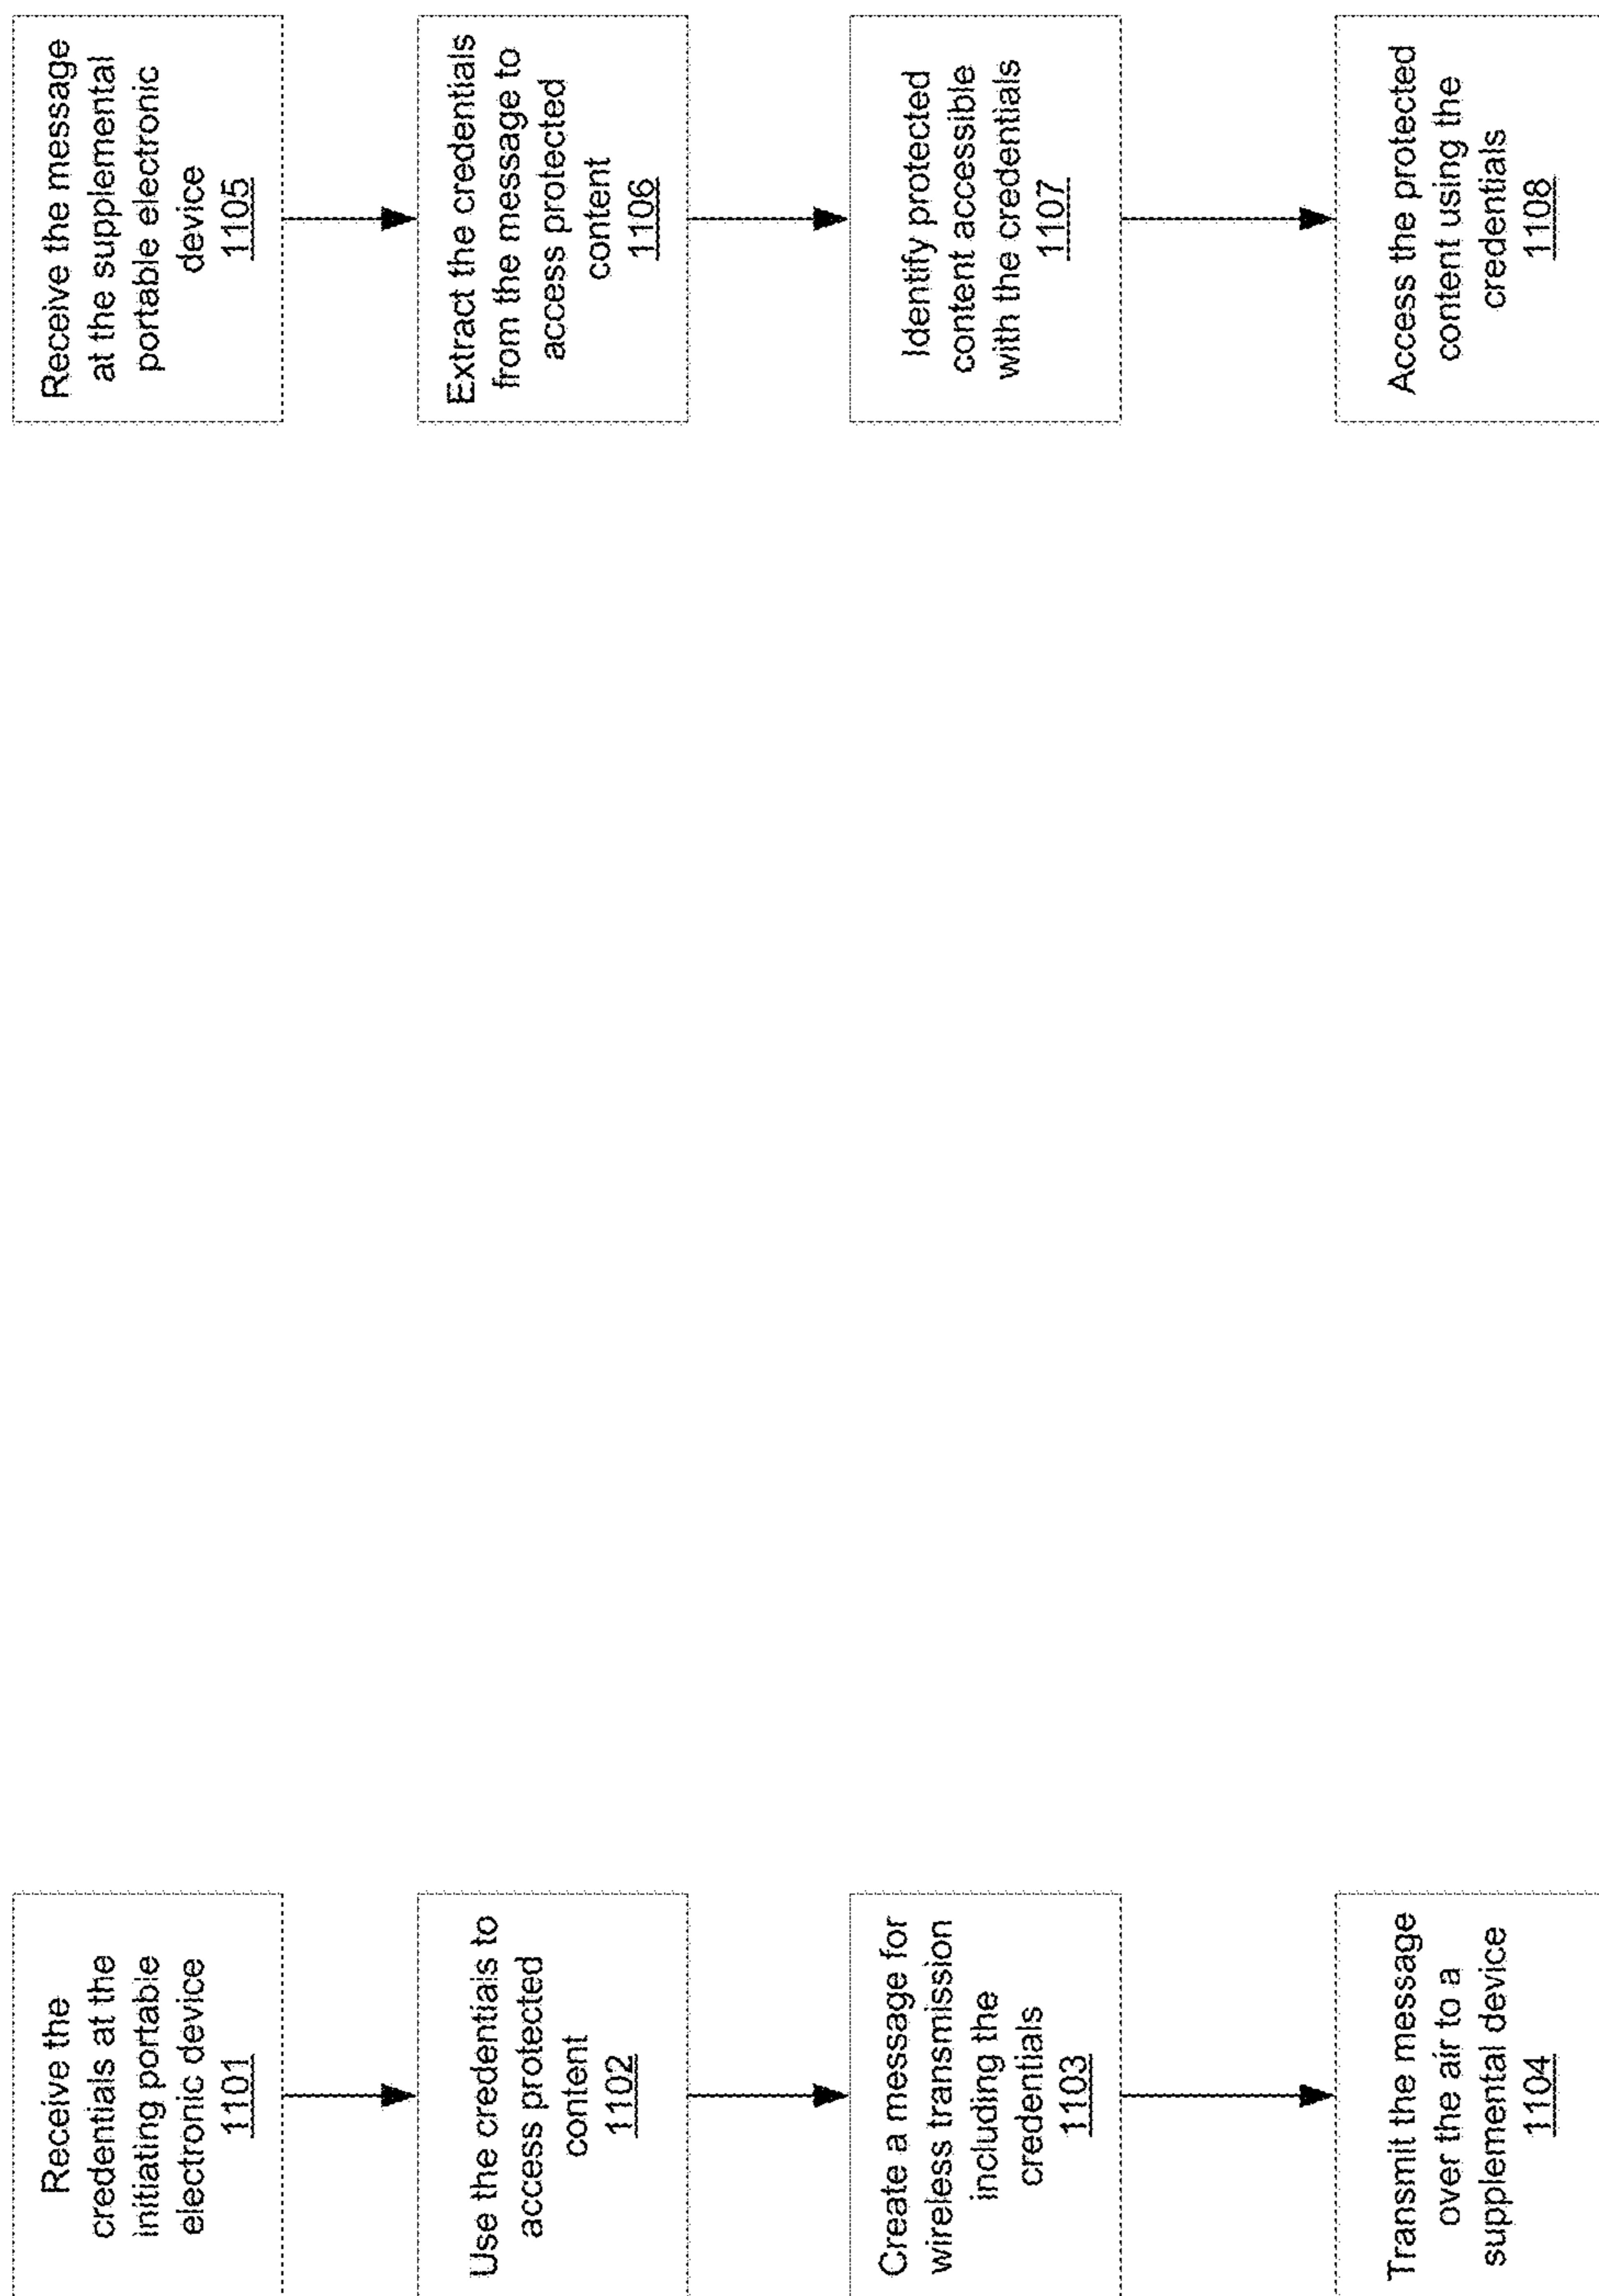 Receive the
credentials at the
initiating portable
electronic device
1101
Use the credentials to
access protected
content
1102
Create a message for
wireless transmission
including the
credentials
1103
Transmit the message
over the air to a
supplemental device
1104
Receive the message
at the supplemental
portable electronic
device
1105
Extract the credentials
from the message to
access protected
content
1106
Identify protected
content accessible
with the credentials
1107
Access the protected
content using the
credentials
1108